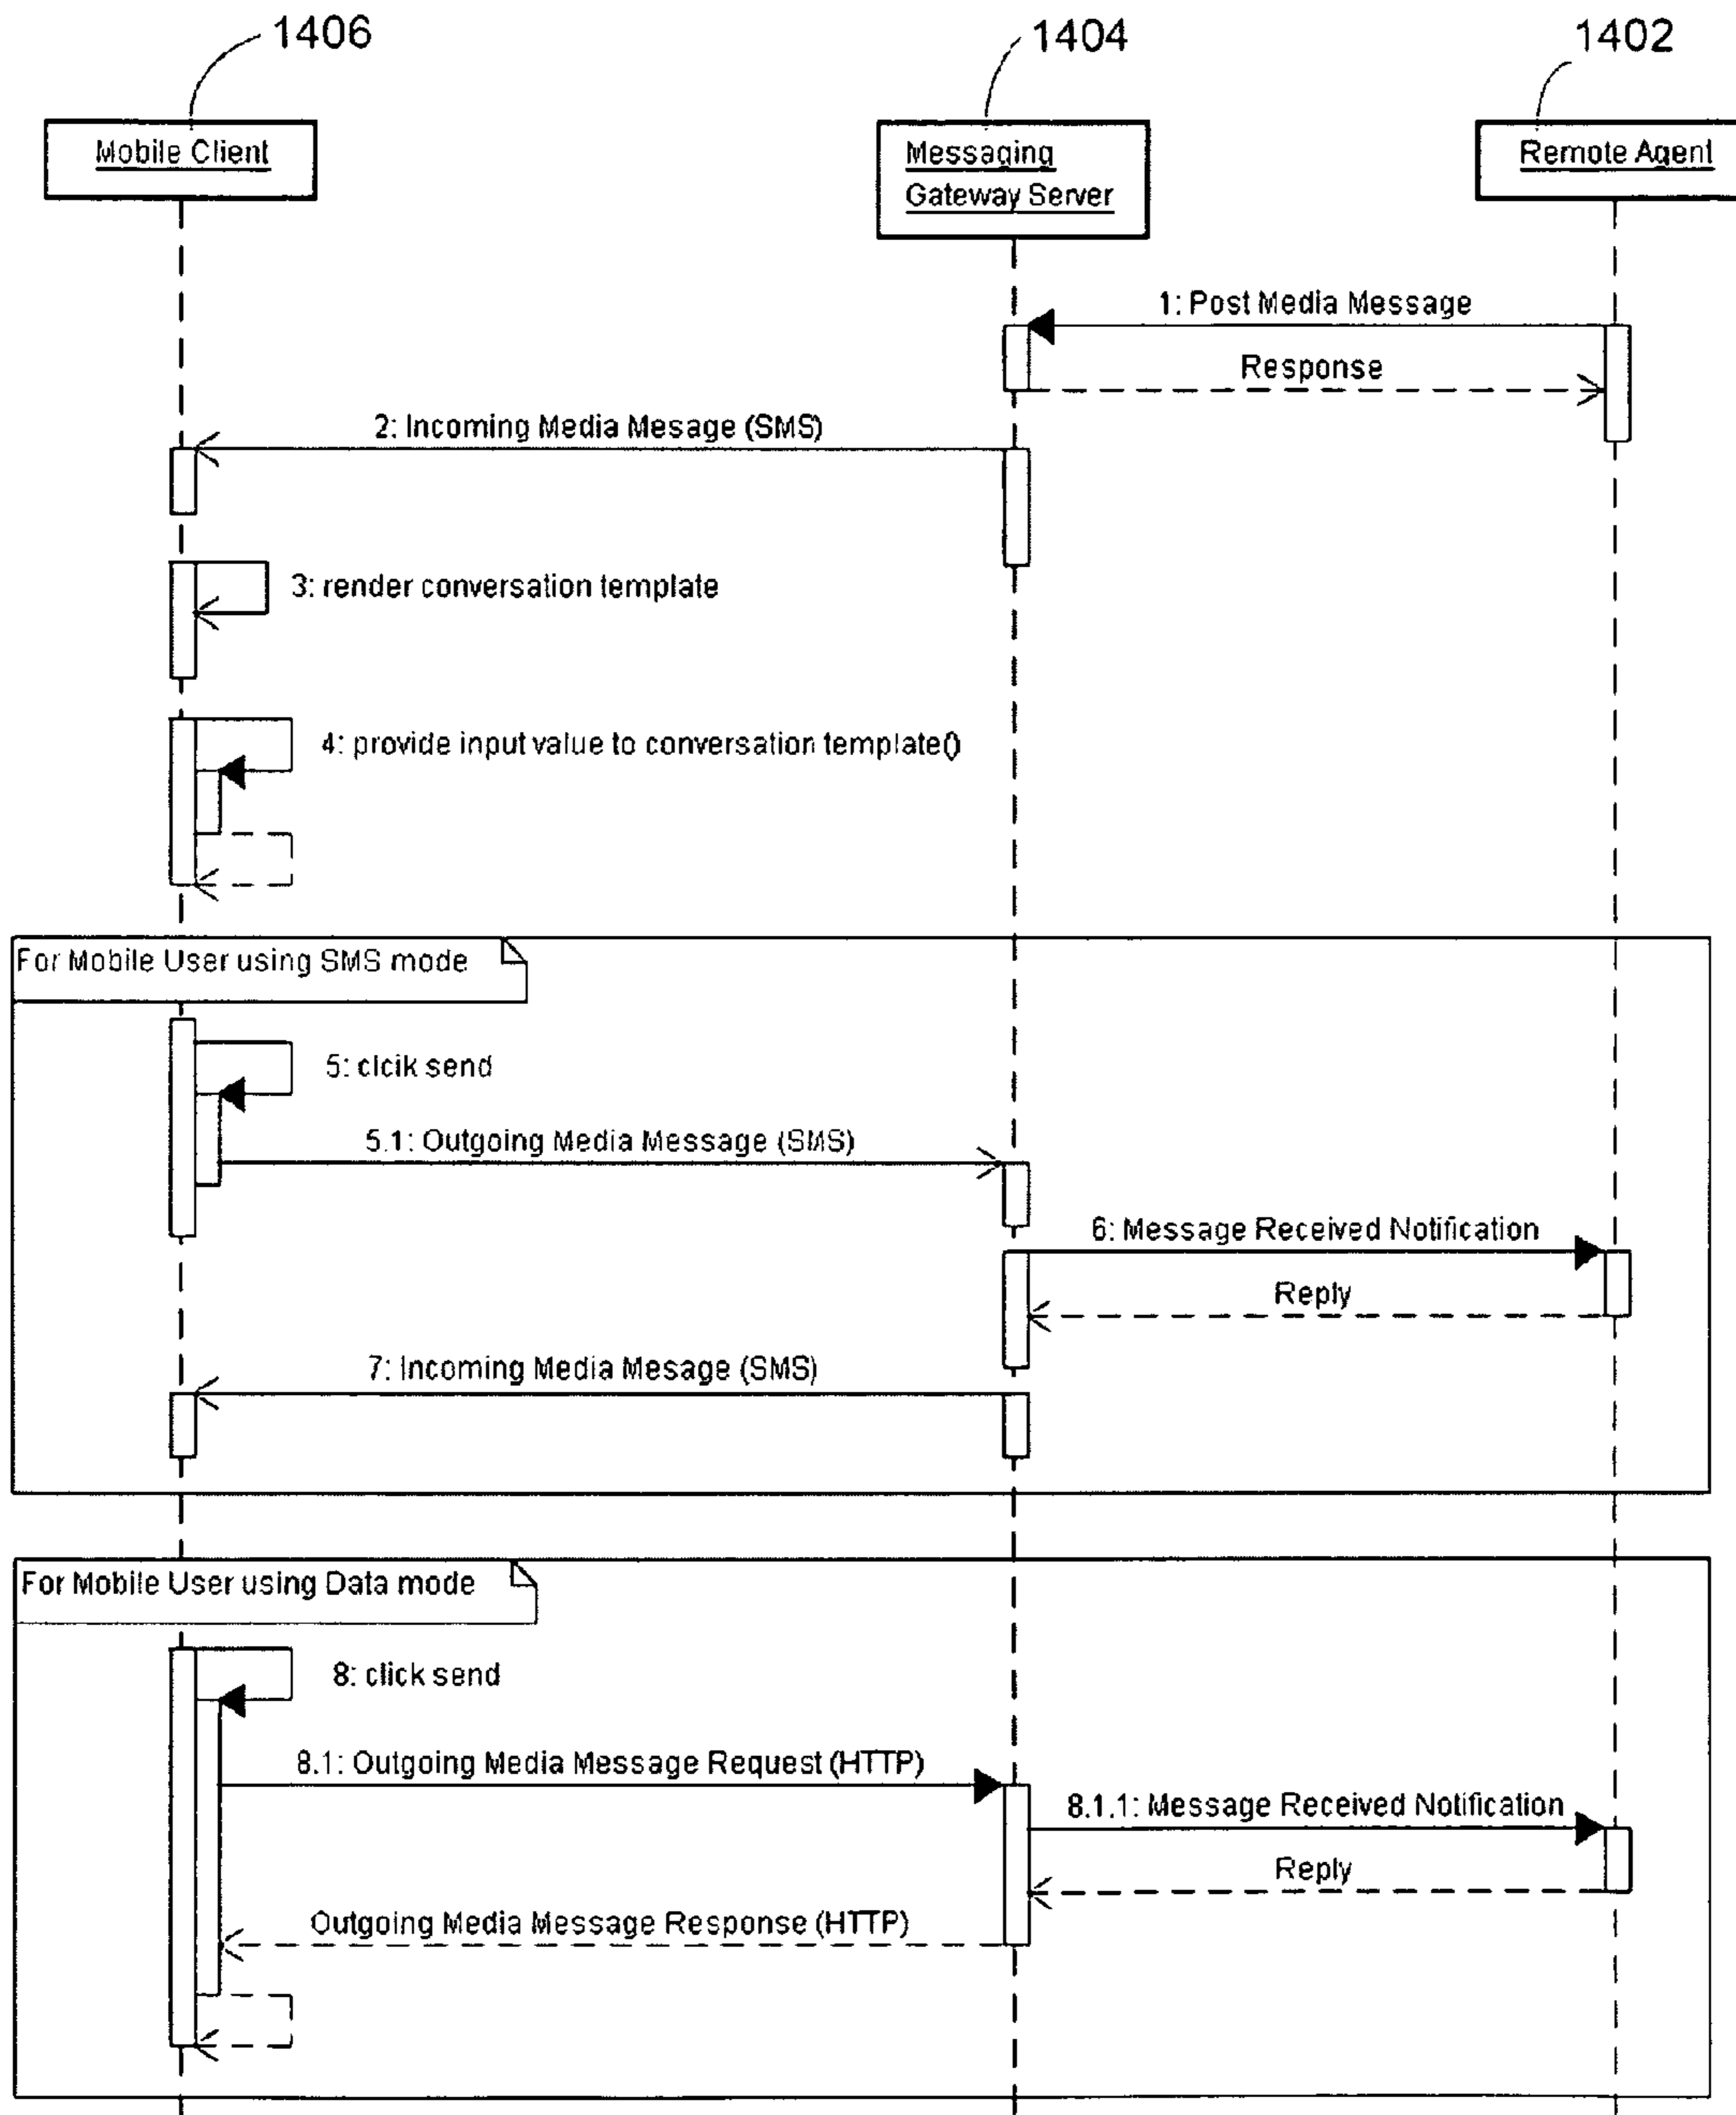 1406
1404
1402
Mobile Client
Messaging
Gateway Server
Remote Agent
1: Post Media Message
Response
2: Incoming Media Mesage (SMS)
3: render conversation template
4: provide input value to conversation template()
For Mobile User using SMS mode
5: clcik send
5.1: Outgoing Media Message (SMS)
6: Message Received Notification
Reply
7: Incoming Media Mesage (SMS)
For Mobile User using Data mode
8: click send
8.1: Outgoing Media Message Request (HTTP)
8.1.1: Message Received Notification
Reply
Outgoing Media Message Response (HTTP)